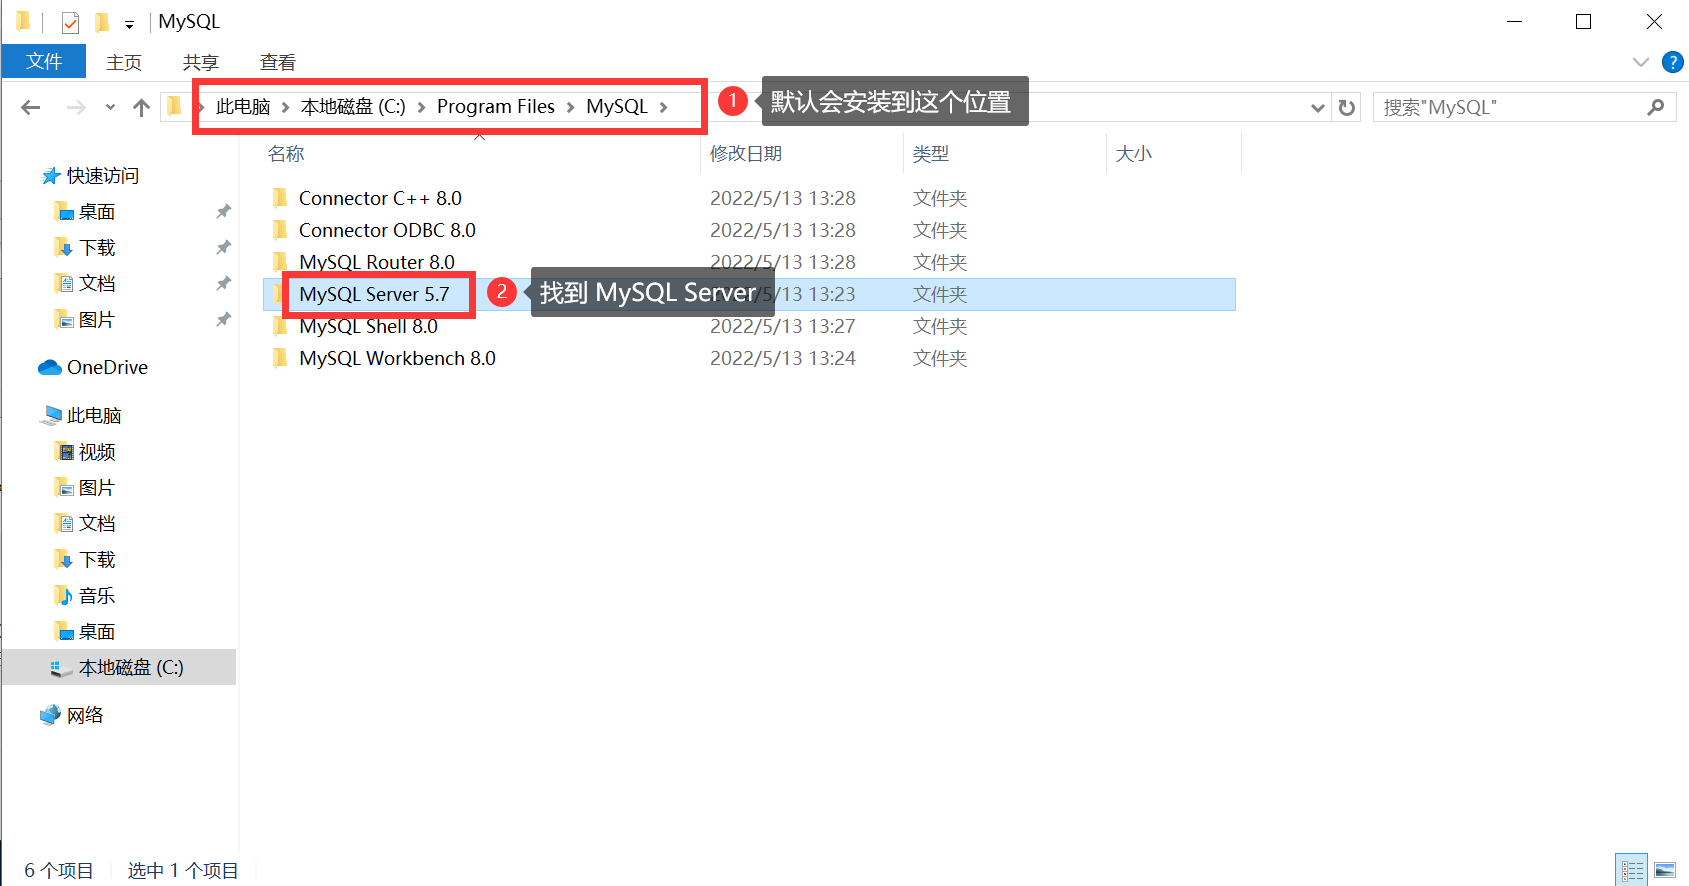 MySQL
文件 主页 共享 查看
此电脑 本地磁盘 (C:) Program Files MySQL 1 默认会安装到这个位置 搜索"MySQL"
名称 修改日期 类型 大小
快速访问
桌面
下载
文档
图片
OneDrive
此电脑
视频
图片
文档
下载
音乐
桌面
本地磁盘 (C:)
网络
Connector C++ 8.0 2022/5/13 13:28 文件夹
Connector ODBC 8.0 2022/5/13 13:28 文件夹
MySQL Router 8.0 2022/5/13 13:28 文件夹
MySQL Server 5.7 2 找到 MySQL Server 5/13 13:23 文件夹
MySQL Shell 8.0 2022/5/13 13:27 文件夹
MySQL Workbench 8.0 2022/5/13 13:24 文件夹
6 个项目 选中 1 个项目